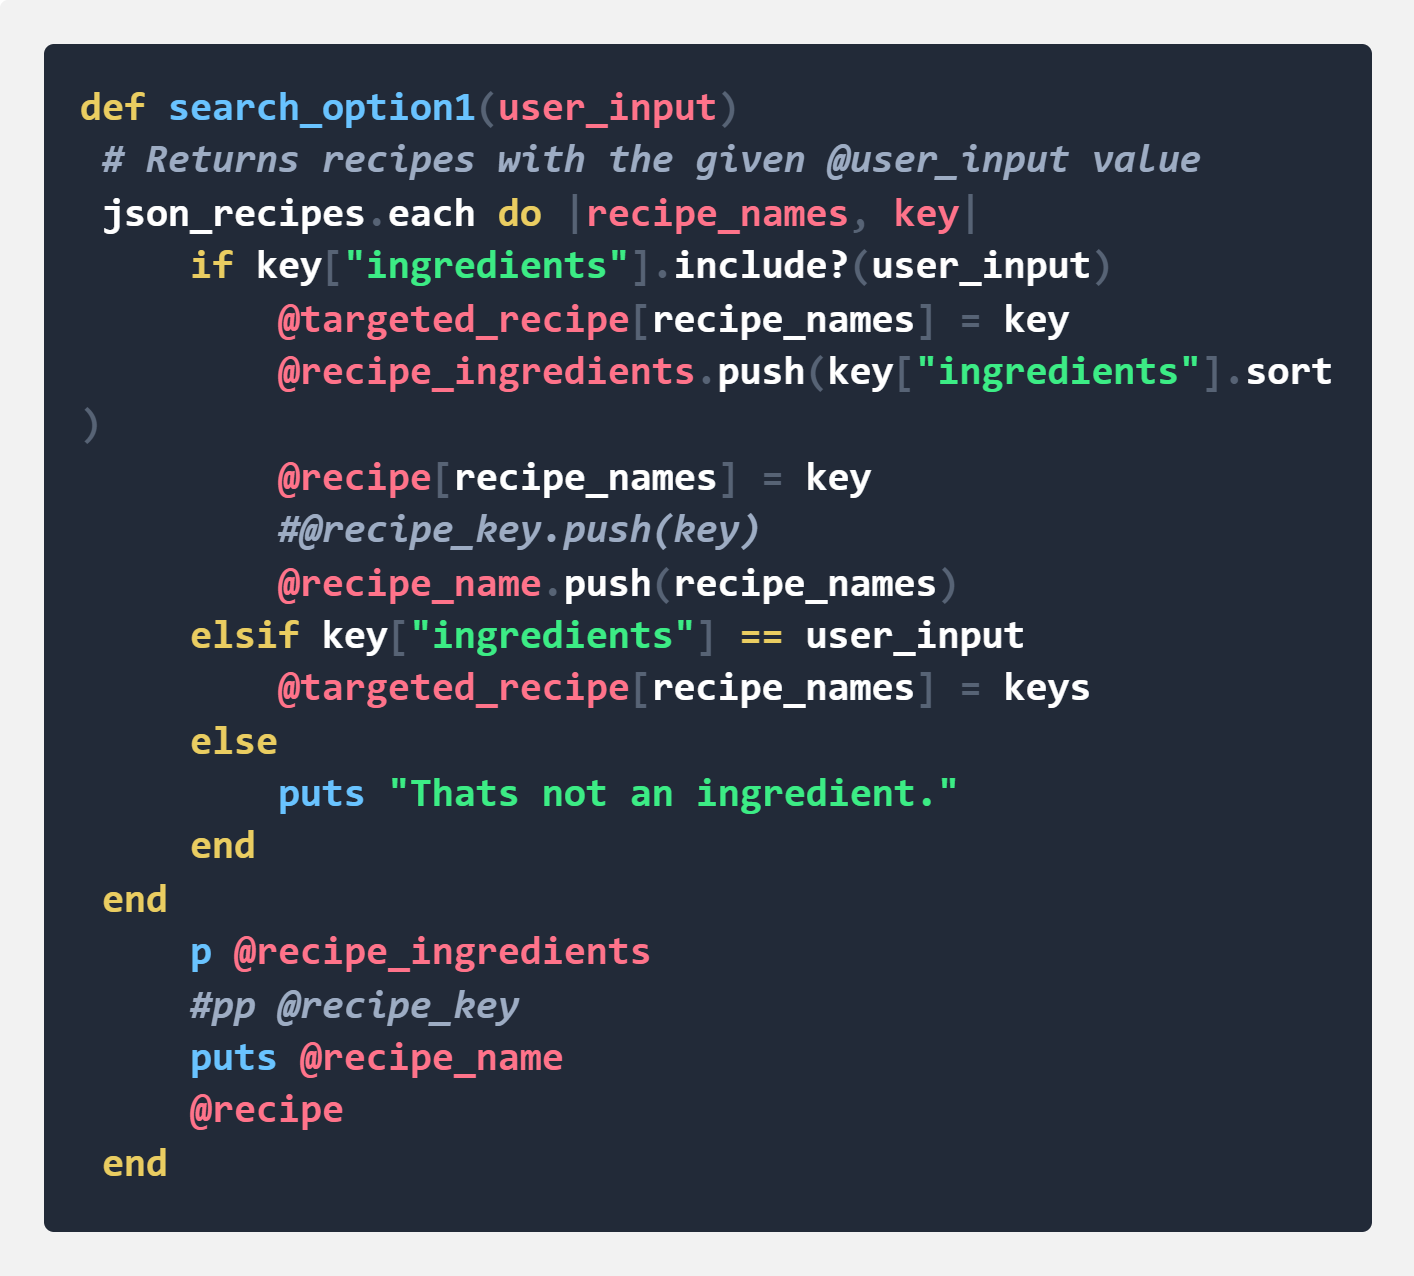 def search_option1(user_input)
 # Returns recipes with the given @user_input value
 json_recipes.each do |recipe_names, key|
     if key["ingredients"].include?(user_input)
         @targeted_recipe[recipe_names] = key
         @recipe_ingredients.push(key["ingredients"].sort
)
         @recipe[recipe_names] = key
         #@recipe_key.push(key)
         @recipe_name.push(recipe_names)
     elsif key["ingredients"] == user_input
         @targeted_recipe[recipe_names] = keys
     else
         puts "Thats not an ingredient."
     end
 end
     p @recipe_ingredients
     #pp @recipe_key
     puts @recipe_name
     @recipe
 end